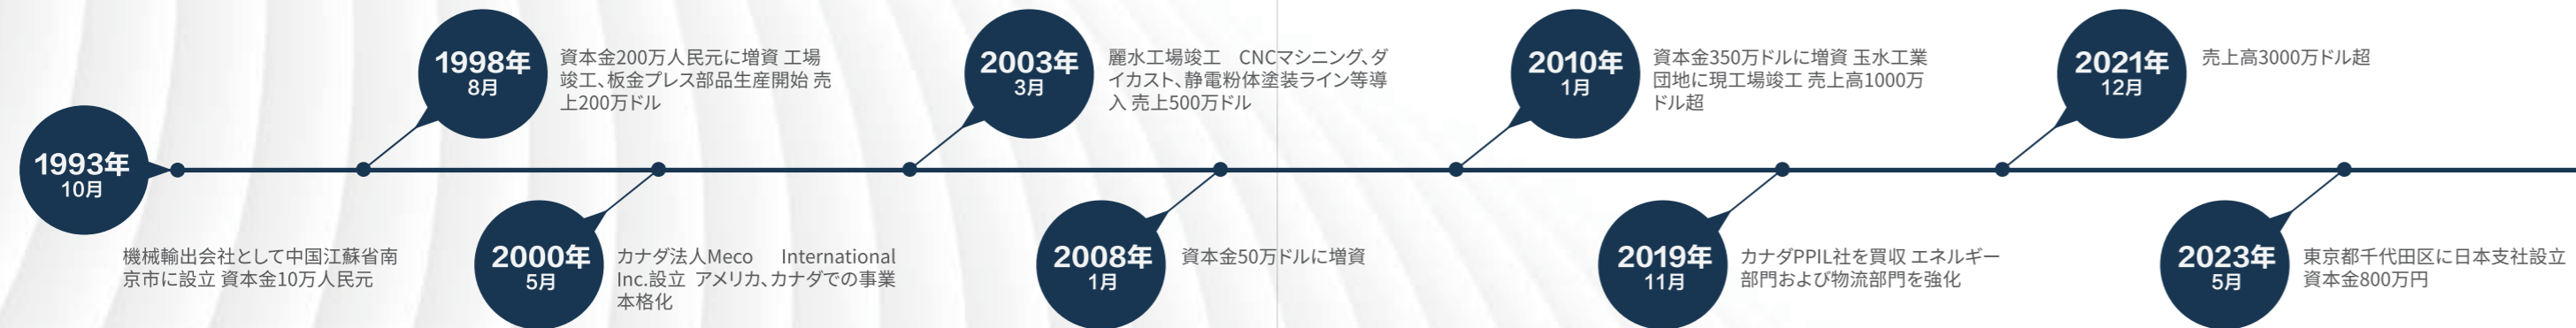 1993年
10月
機械輸出会社として中国江蘇省南
京市に設立 資本金10万人民元
1998年
8月
資本金200万人民元に増資 工場
竣工、板金プレス部品生産開始 売
上200万ドル
2000年
5月
カナダ法人Meco International
Inc.設立 アメリカ、カナダでの事業
本格化
2003年
3月
麗水工場竣工 CNCマシニング、ダ
イカスト、静電粉体塗装ライン等導
入 売上500万ドル
2008年
1月
資本金50万ドルに増資
2010年
1月
資本金350万ドルに増資 玉水工業
団地に現工場竣工 売上高1000万
ドル超
2019年
11月
カナダPPIL社を買収 エネルギー
部門および物流部門を強化
2021年
12月
売上高3000万ドル超
2023年
5月
東京都千代田区に日本支社設立
資本金800万円